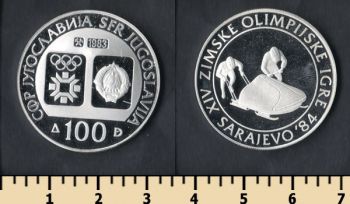 СФР ЈУГОСЛАВИЈА. SFR JUGOSLAVIJA
1983
Δ 100 Đ
XIV ZIMSKE OLIMPIJSKE IGRE
SARAJEVO '84
1 2 3 4 5 6 7